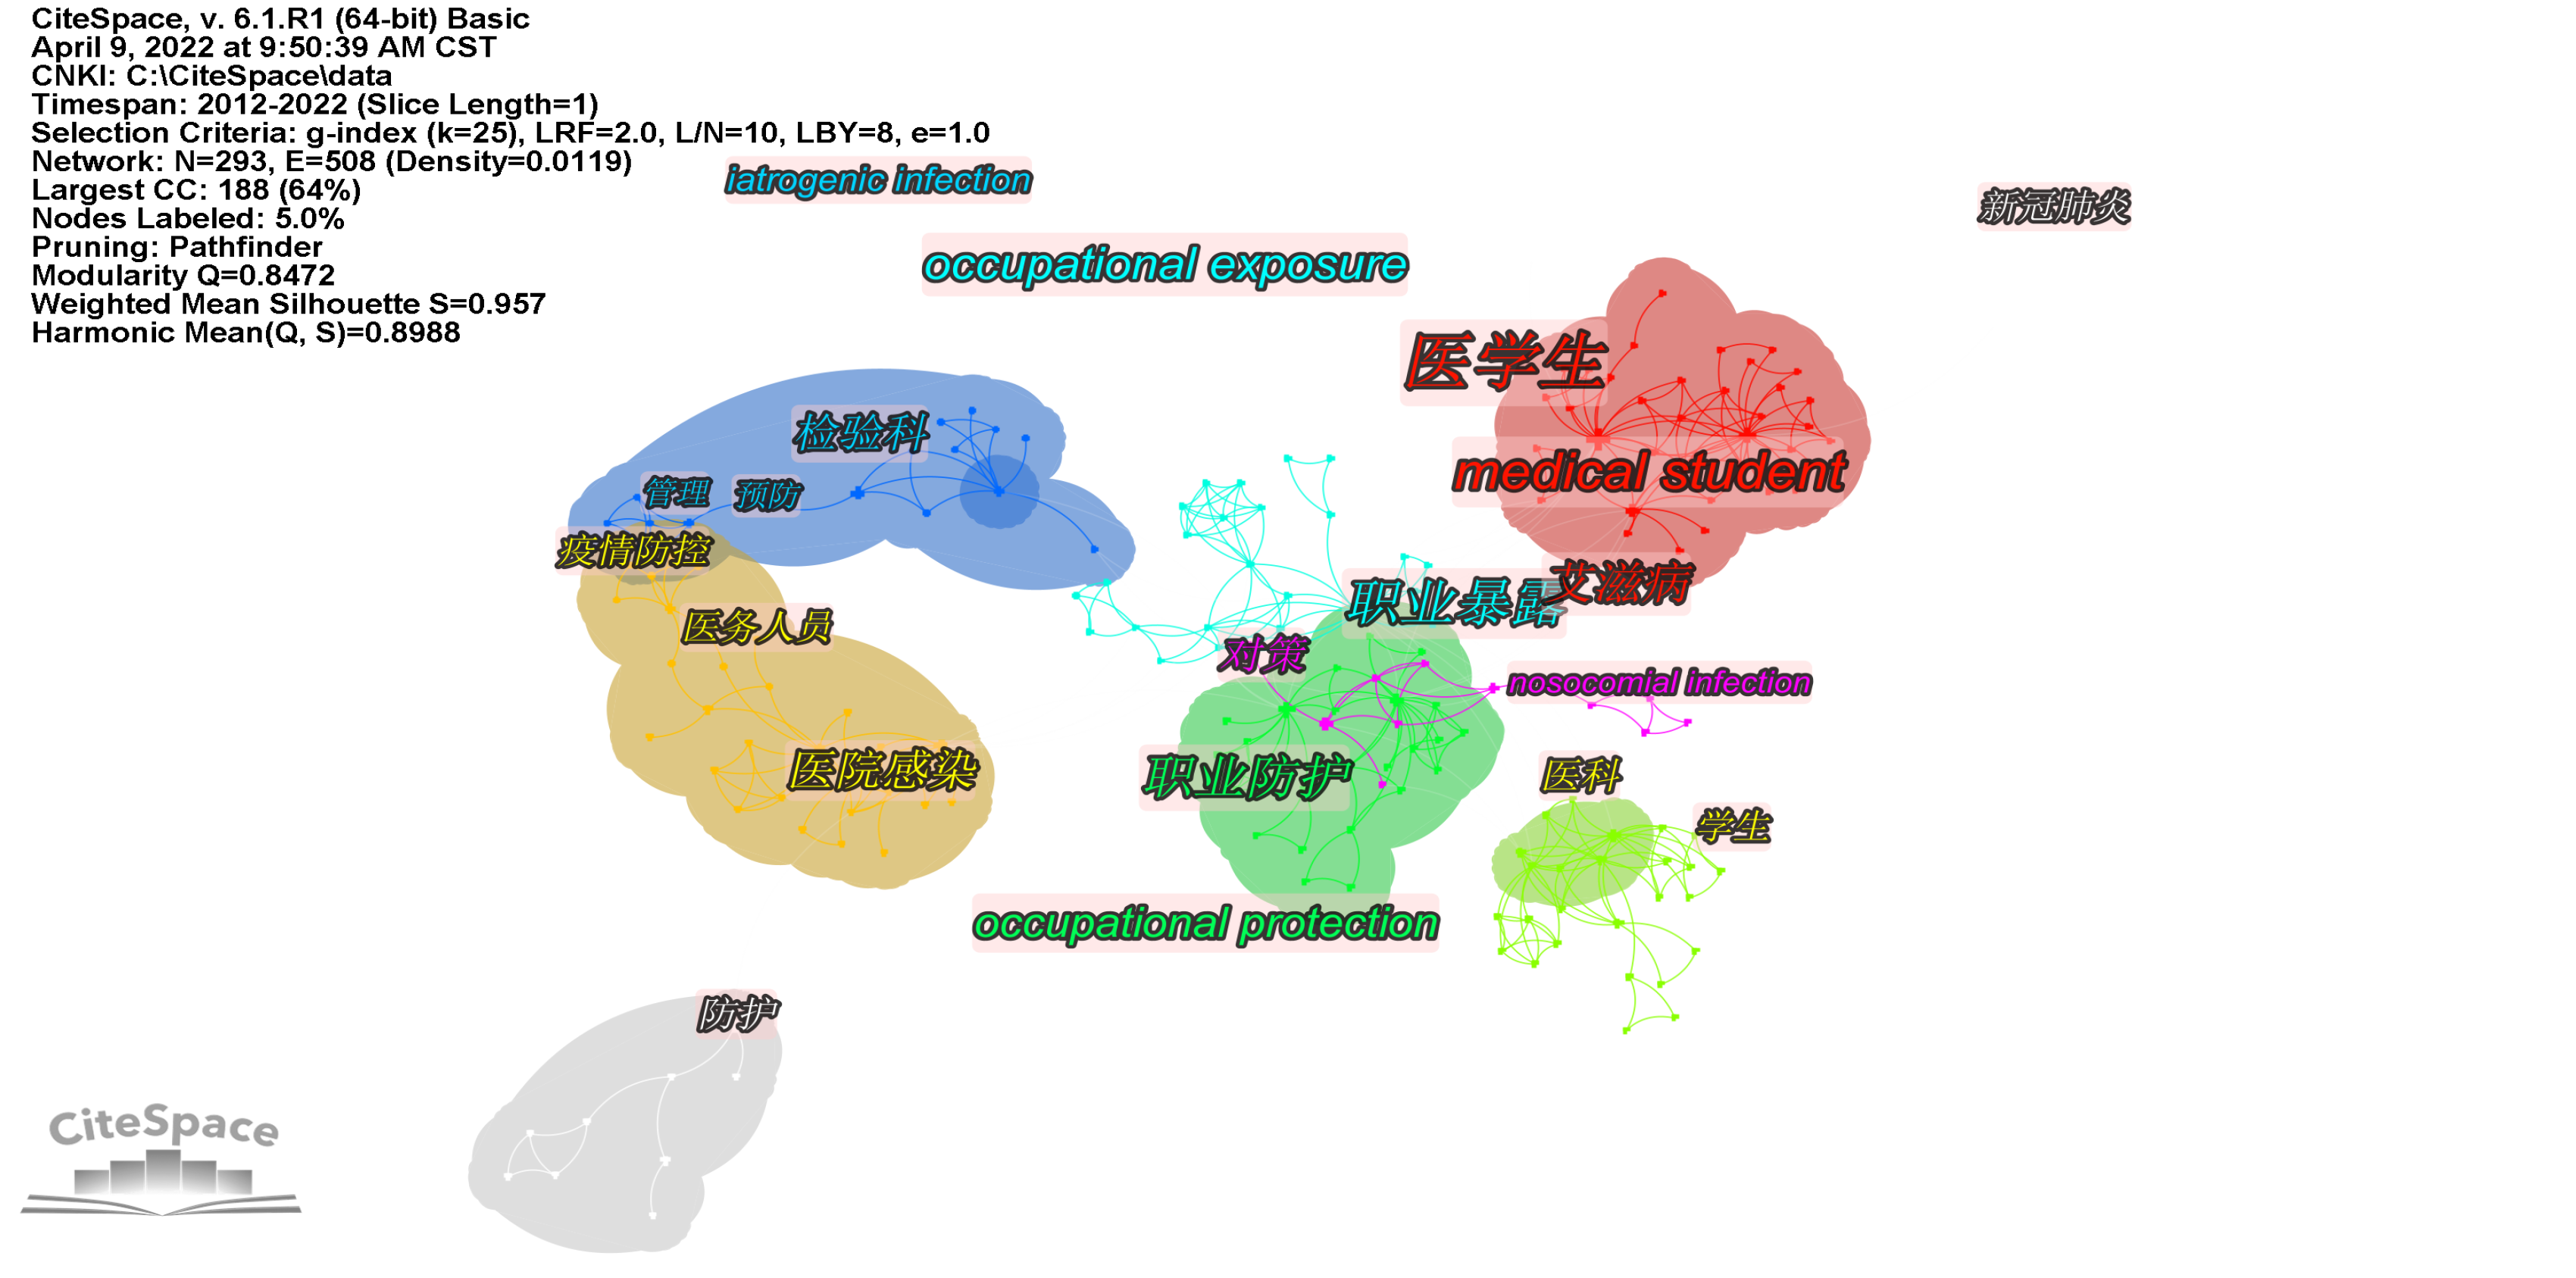 CiteSpace, v. 6.1.R1 (64-bit) Basic
April 9, 2022 at 9:50:39 AM CST
CNKI: C:\CiteSpace\data
Timespan: 2012-2022 (Slice Length=1)
Selection Criteria: g-index (k=25), LRF=2.0, L/N=10, LBY=8, e=1.0
Network: N=293, E=508 (Density=0.0119)
Largest CC: 188 (64%)
Nodes Labeled: 5.0%
Pruning: Pathfinder
Modularity Q=0.8472
Weighted Mean Silhouette S=0.957
Harmonic Mean(Q, S)=0.8988
iatrogenic infection
新冠肺炎
occupational exposure
医学生
检验科
medical student
管理
预防
疫情防控
艾滋病
职业暴露
医务人员
对策
nosocomial infection
医院感染
职业防护
医科
学生
occupational protection
防护
CiteSpace